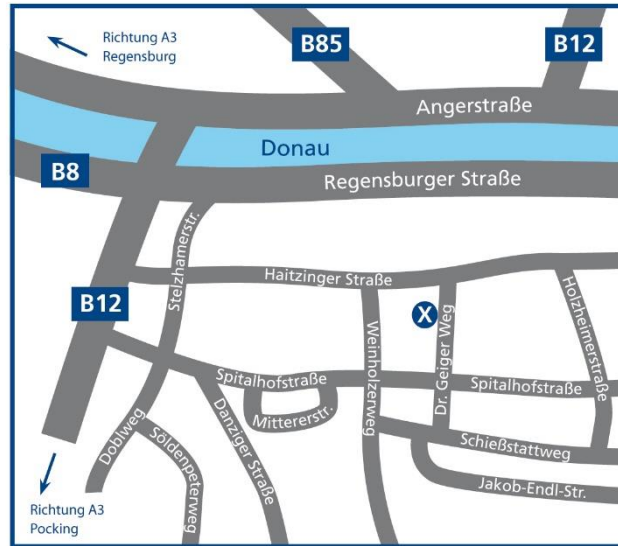 Richtung A3
Regensburg
B85
B12
Angerstraße
Donau
B8
Regensburger Straße
Stelzhamerstr.
Haitzinger Straße
B12
X
Weinholzerweg
Dr. Geiger Weg
Holzheimerstraße
Spitalhofstraße
Spitalhofstraße
Mittererstr.
Danziger Straße
Doblweg
Söldenpeterweg
Schießstattweg
Jakob-Endl-Str.
Richtung A3
Pocking